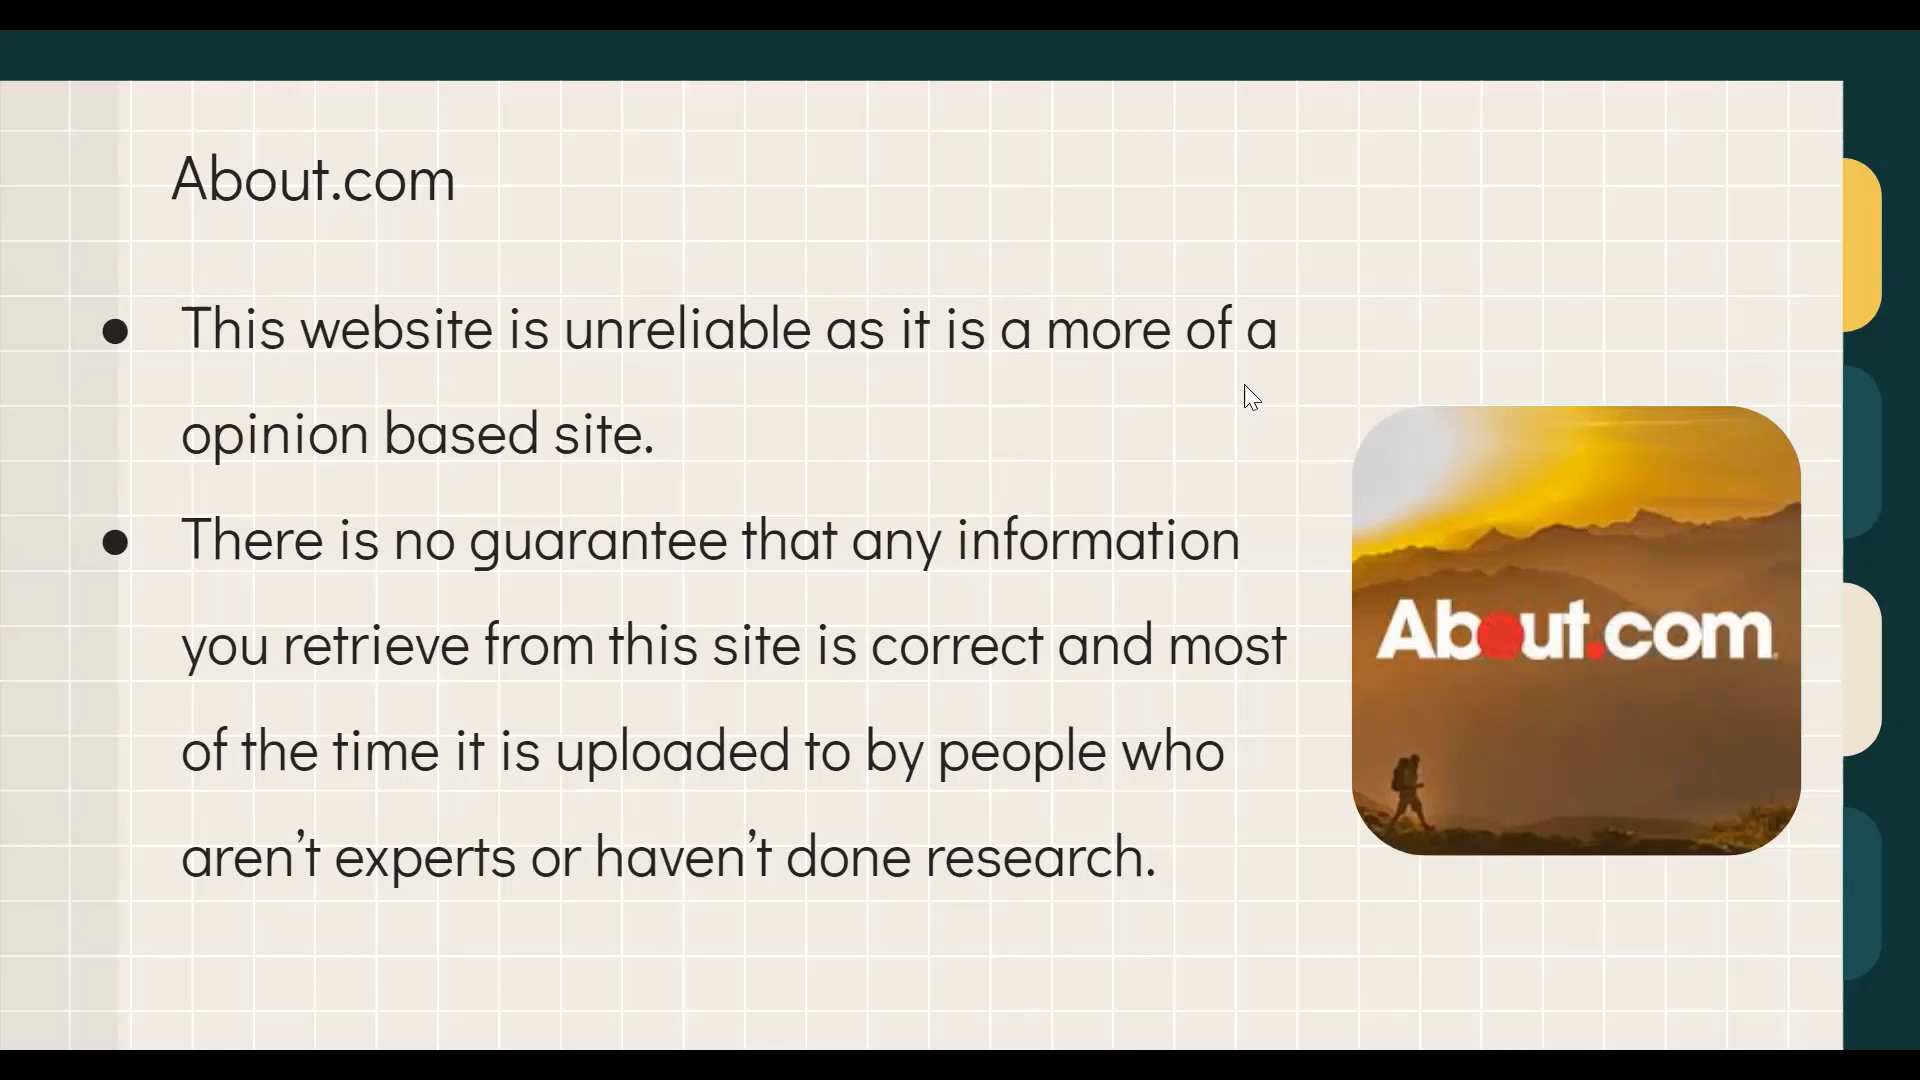 About.com
● This website is unreliable as it is a more of a
opinion based site.
● There is no guarantee that any information
you retrieve from this site is correct and most
of the time it is uploaded to by people who
aren’t experts or haven’t done research.
About.com